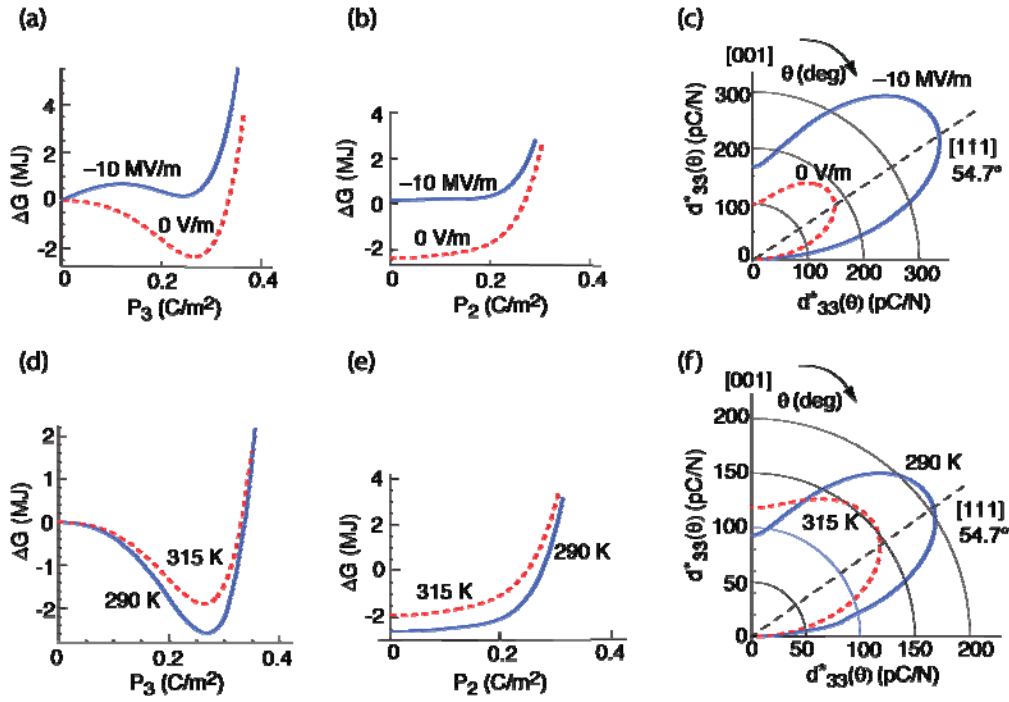 (a)
ΔG (MJ)
4
2
0
-2
−10 MV/m
0 V/m
0
0.2
0.4
P3 (C/m²)
(b)
ΔG (MJ)
4
2
0
-2
−10 MV/m
0 V/m
0
0.2
0.4
P2 (C/m²)
(c)
[001]
θ (deg)
−10 MV/m
300
200
100
0
d*33(θ) (pC/N)
0 V/m
[111]
54.7°
0
100
200
300
d*33(θ) (pC/N)
(d)
ΔG (MJ)
2
1
0
-1
-2
315 K
290 K
0
0.2
0.4
P3 (C/m²)
(e)
ΔG (MJ)
4
2
0
-2
315 K
290 K
0.2
0.4
P2 (C/m²)
(f)
[001]
θ (deg)
200
150
100
50
0
d*33(θ) (pC/N)
290 K
315 K
[111]
54.7°
0
50
100
150
200
d*33(θ) (pC/N)